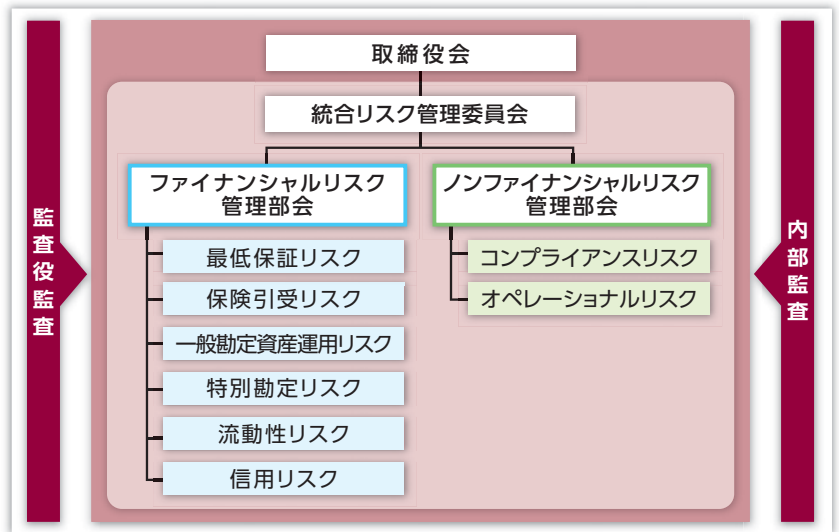 取締役会
統合リスク管理委員会
ファイナンシャルリスク
管理部会
最低保証リスク
保険引受リスク
一般勘定資産運用リスク
特別勘定リスク
流動性リスク
信用リスク
ノンファイナンシャルリスク
管理部会
コンプライアンスリスク
オペレーショナルリスク
監査役監査
内部監査